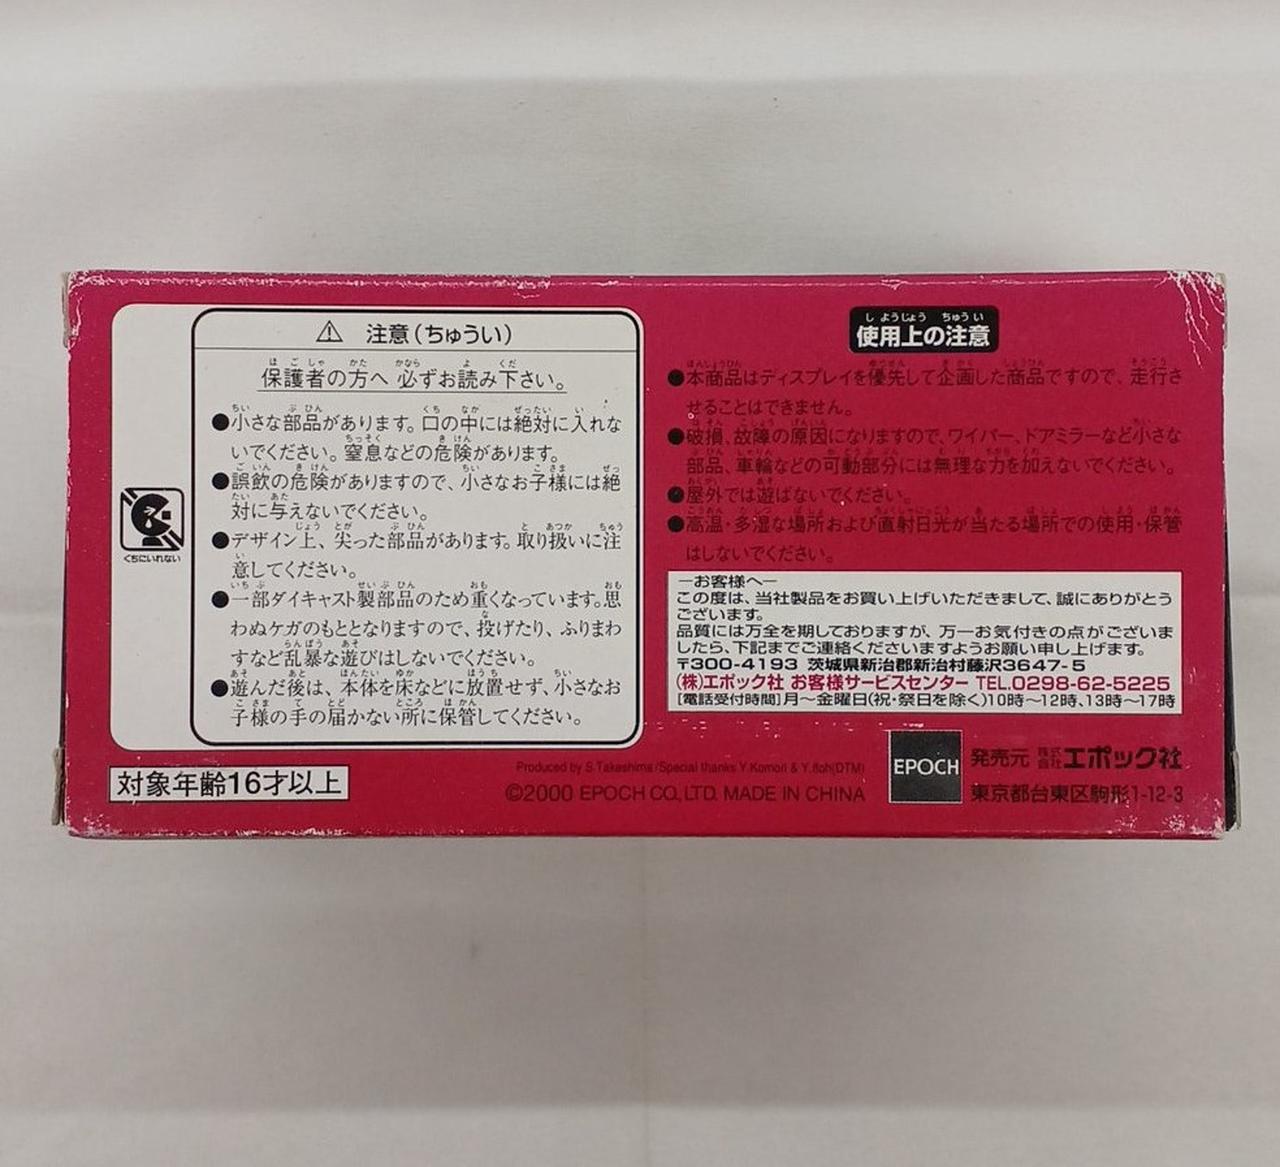 ⚠ 注意(ちゅうい)
保護者の方へ 必ずお読み下さい。
●小さな部品があります。口の中には絶対に入れな
いでください。窒息などの危険があります。
●誤飲の危険がありますので、小さなお子様には絶
対に与えないでください。
●デザイン上、尖った部品があります。取り扱いに注
意してください。
●一部ダイキャスト製部品のため重くなっています。思
わぬケガのもととなりますので、投げたり、ふりまわ
すなど乱暴な遊びはしないでください。
●遊んだ後は、本体を床などに放置せず、小さなお
子様の手の届かない所に保管してください。
くちにいれない
対象年齢16才以上
使用上の注意
●本商品はディスプレイを優先して企画した商品ですので、走行さ
せることはできません。
●破損、故障の原因になりますので、ワイパー、ドアミラーなど小さな
部品、車輪などの可動部分には無理な力を加えないでください。
●屋外では遊ばないでください。
●高温・多湿な場所および直射日光が当たる場所での使用・保管
はしないでください。
―お客様へ―
この度は、当社製品をお買い上げいただきまして、誠にありがとう
ございます。
品質には万全を期しておりますが、万一お気付きの点がございま
したら、下記までご連絡くださいますようお願い申し上げます。
〒300-4193 茨城県新治郡新治村藤沢3647-5
(株)エポック社 お客様サービスセンター TEL.0298-62-5225
[電話受付時間]月〜金曜日(祝・祭日を除く)10時〜12時、13時〜17時
Produced by S.Takashima/Special thanks Y.Komori & Y.Itoh(DTM)
©2000 EPOCH CO.,LTD. MADE IN CHINA
EPOCH
発売元 株式会社エポック社
東京都台東区駒形1-12-3